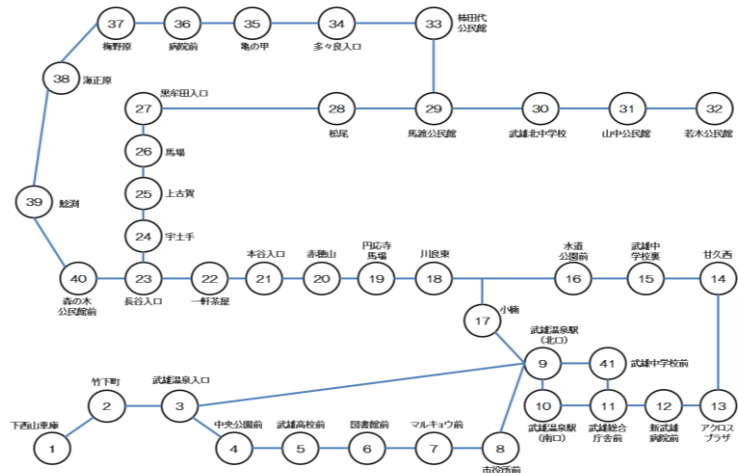 37
36
35
34
33
柿田代
公民館
梅野原
病院前
亀の甲
多々良入口
38
海正原
黒牟田入口
27
28
29
30
31
32
松尾
馬渡公民館
武雄北中学校
山中公民館
若木公民館
26
馬場
25
上古賀
39
鯰渕
24
宇土手
本谷入口
赤穂山
円応寺
馬場
川良東
水道
公園前
武雄中
学校裏
甘久西
40
23
22
21
20
19
18
16
15
14
森の木
公民館前
長谷入口
一軒茶屋
17
小楠
武雄温泉駅
(北口)
9
41
武雄中学校前
竹下町
武雄温泉入口
2
3
10
11
12
13
下西山車庫
中央公園前
武雄高校前
図書館前
マルキョウ前
武雄温泉駅
(南口)
武雄総合
庁舎前
新武雄
病院前
アクロス
プラザ
1
4
5
6
7
8
市役所前